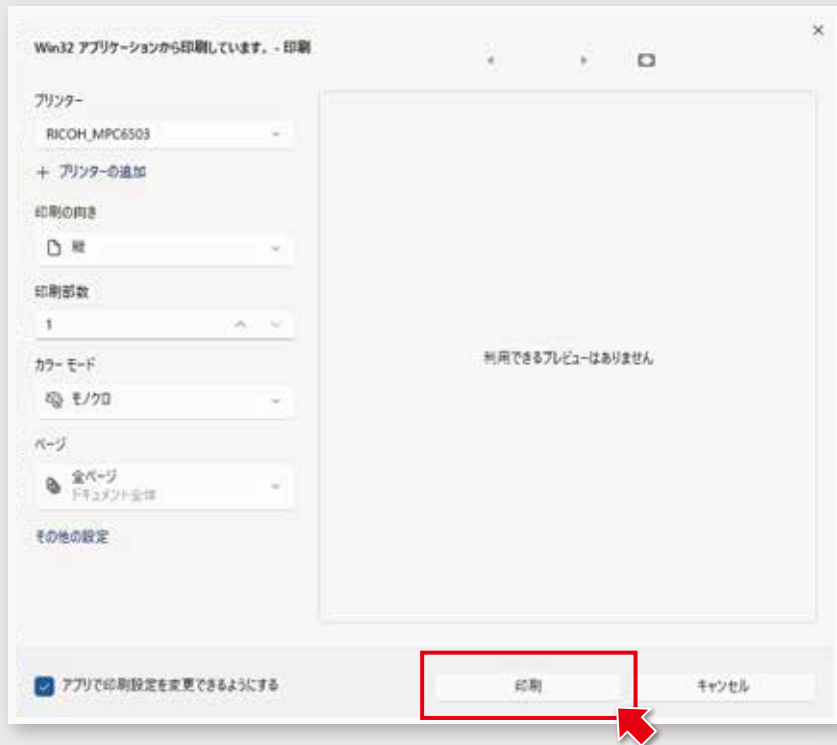 Win32 アプリケーションから印刷しています。- 印刷
プリンター
RICOH_MPC6503
＋ プリンターの追加
印刷の向き
縦
印刷部数
1
カラー モード
モノクロ
ページ
全ページ
ドキュメント全体
その他の設定
利用できるプレビューはありません
アプリで印刷設定を変更できるようにする
印刷
キャンセル